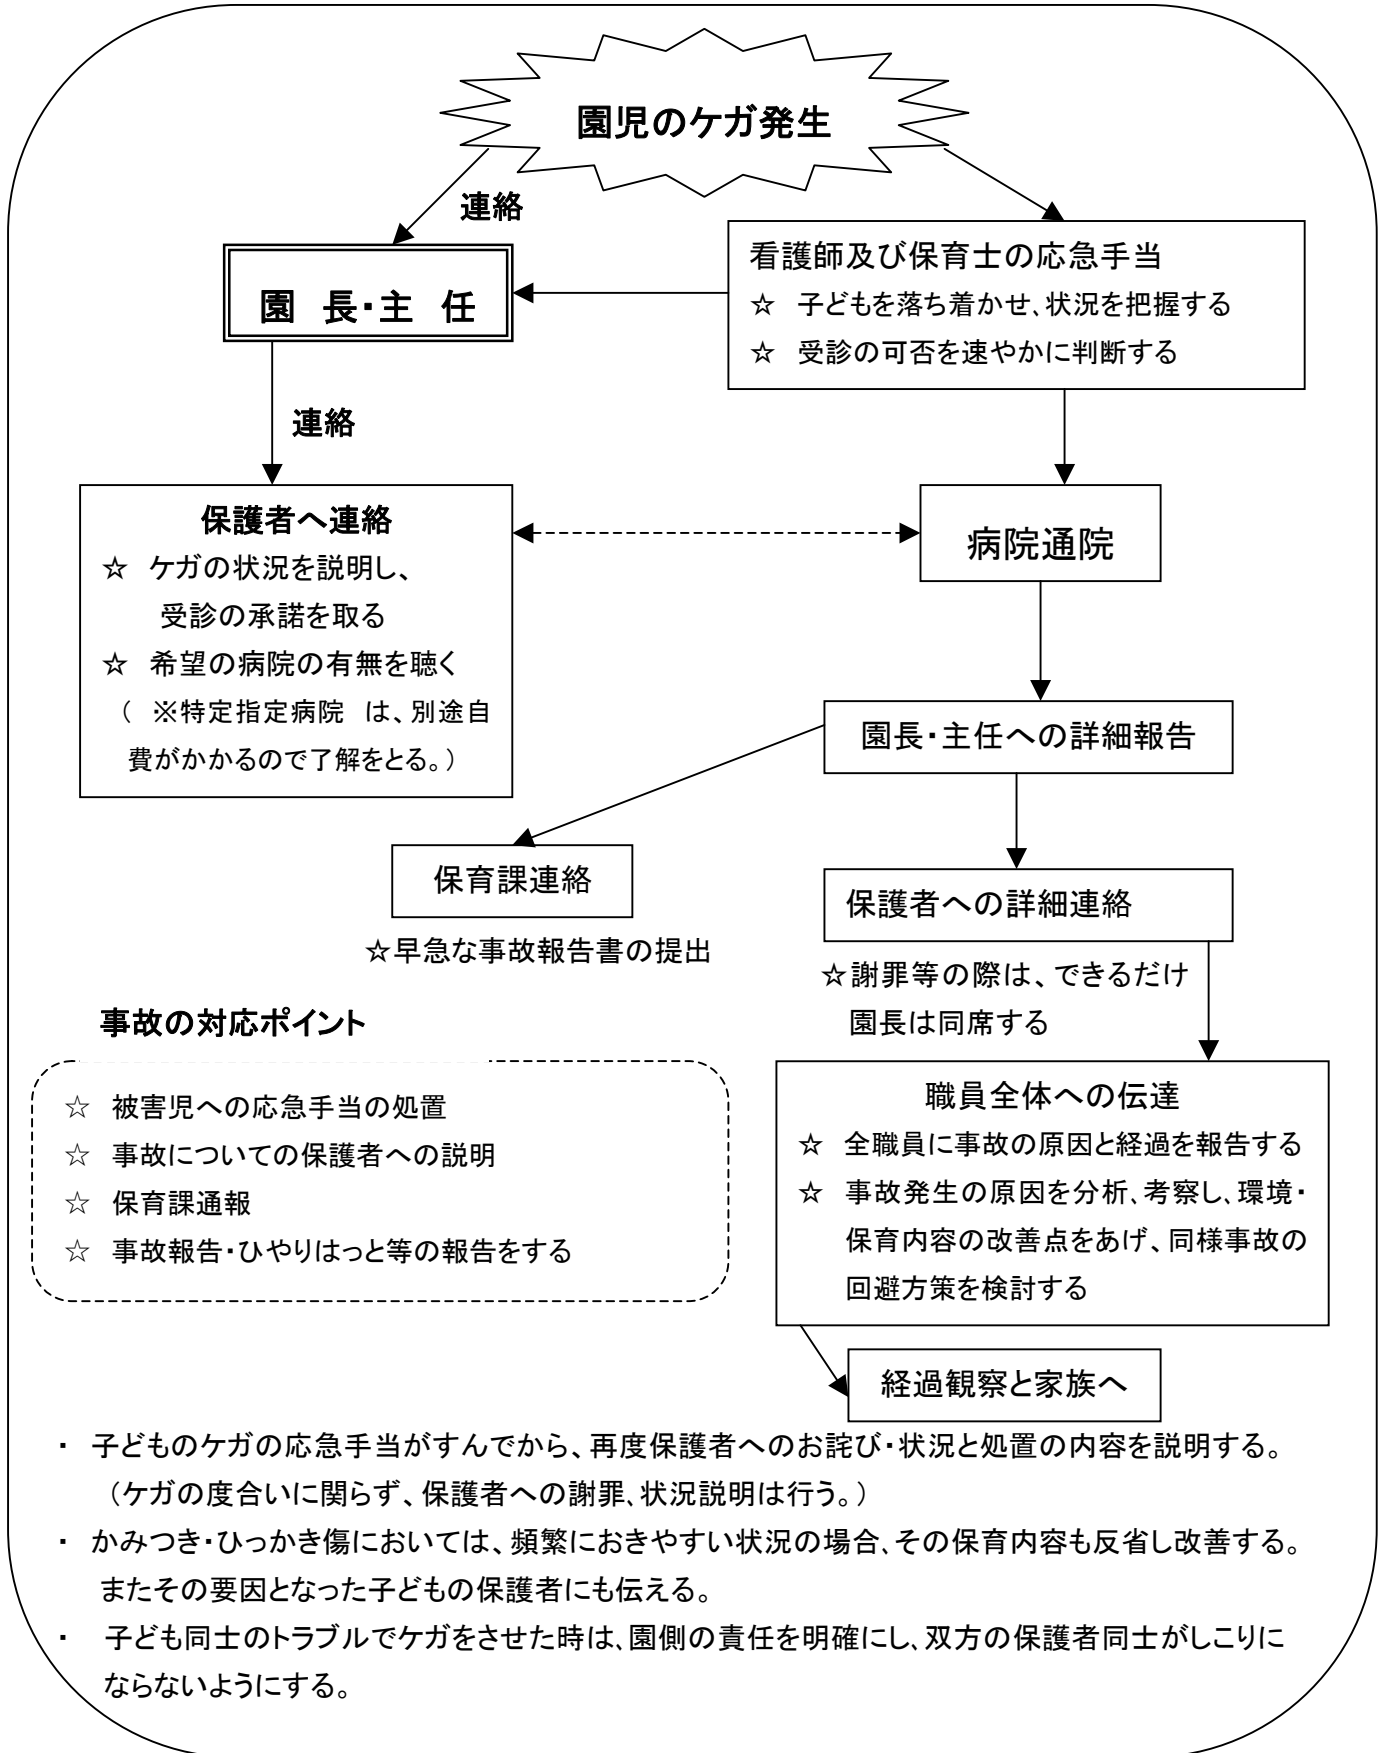 園児のケガ発生
連絡
看護師及び保育士の応急手当
☆　子どもを落ち着かせ、状況を把握する
☆　受診の可否を速やかに判断する
園　長・主　任
連絡
保護者へ連絡
☆　ケガの状況を説明し、
受診の承諾を取る
☆　希望の病院の有無を聴く
（　※特定指定病院　は、別途自
費がかかるので了解をとる。）
病院通院
園長・主任への詳細報告
保育課連絡
☆早急な事故報告書の提出
保護者への詳細連絡
☆謝罪等の際は、できるだけ
園長は同席する
事故の対応ポイント
☆　被害児への応急手当の処置
☆　事故についての保護者への説明
☆　保育課通報
☆　事故報告・ひやりはっと等の報告をする
職員全体への伝達
☆　全職員に事故の原因と経過を報告する
☆　事故発生の原因を分析、考察し、環境・
保育内容の改善点をあげ、同様事故の
回避方策を検討する
経過観察と家族へ
・　子どものケガの応急手当がすんでから、再度保護者へのお詫び・状況と処置の内容を説明する。
（ケガの度合いに関らず、保護者への謝罪、状況説明は行う。）
・　かみつき・ひっかき傷においては、頻繁におきやすい状況の場合、その保育内容も反省し改善する。
またその要因となった子どもの保護者にも伝える。
・　子ども同士のトラブルでケガをさせた時は、園側の責任を明確にし、双方の保護者同士がしこりに
ならないようにする。